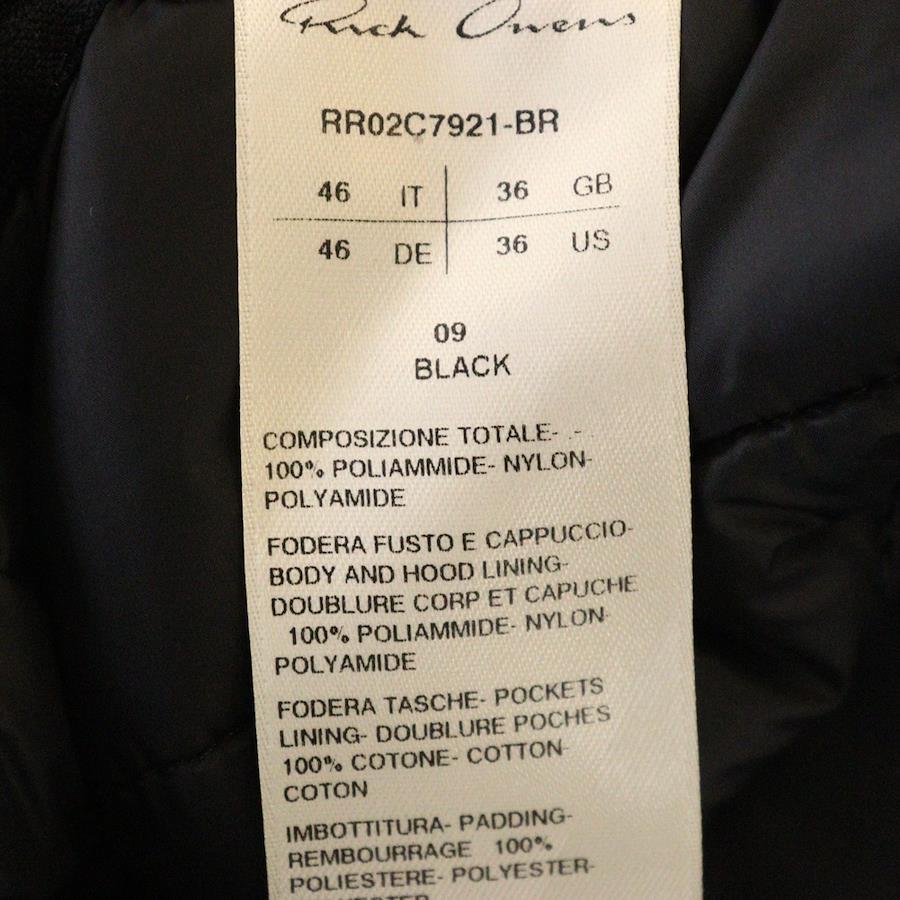 Rick Owens
RR02C7921-BR
46 IT 36 GB
46 DE 36 US
09
BLACK
COMPOSIZIONE TOTALE- .-
100% POLIAMMIDE- NYLON-
POLYAMIDE
FODERA FUSTO E CAPPUCCIO-
BODY AND HOOD LINING-
DOUBLURE CORP ET CAPUCHE
100% POLIAMMIDE- NYLON-
POLYAMIDE
FODERA TASCHE- POCKETS
LINING- DOUBLURE POCHES
100% COTONE- COTTON-
COTON
IMBOTTITURA- PADDING-
REMBOURRAGE 100%
POLIESTERE- POLYESTER-